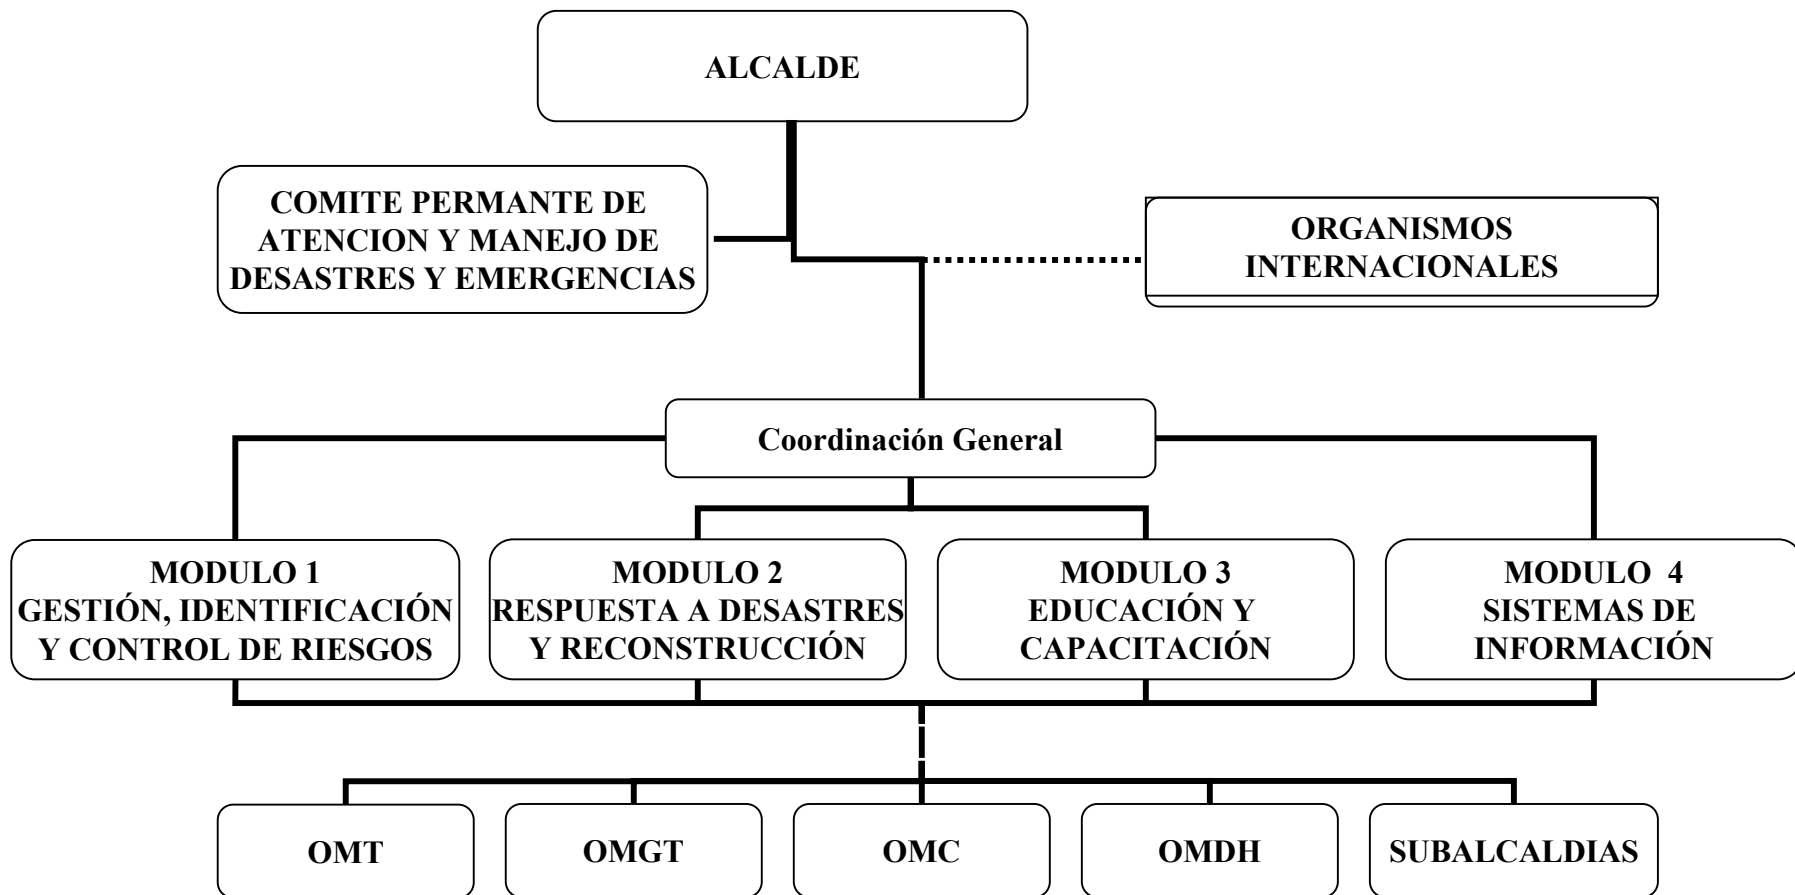 ALCALDE
COMITE PERMANTE DE
ATENCION Y MANEJO DE
DESASTRES Y EMERGENCIAS
ORGANISMOS
INTERNACIONALES
Coordinación General
MODULO 1
GESTIÓN, IDENTIFICACIÓN
Y CONTROL DE RIESGOS
MODULO 2
RESPUESTA A DESASTRES
Y RECONSTRUCCIÓN
MODULO 3
EDUCACIÓN Y
CAPACITACIÓN
MODULO 4
SISTEMAS DE
INFORMACIÓN
OMT
OMGT
OMC
OMDH
SUBALCALDIAS